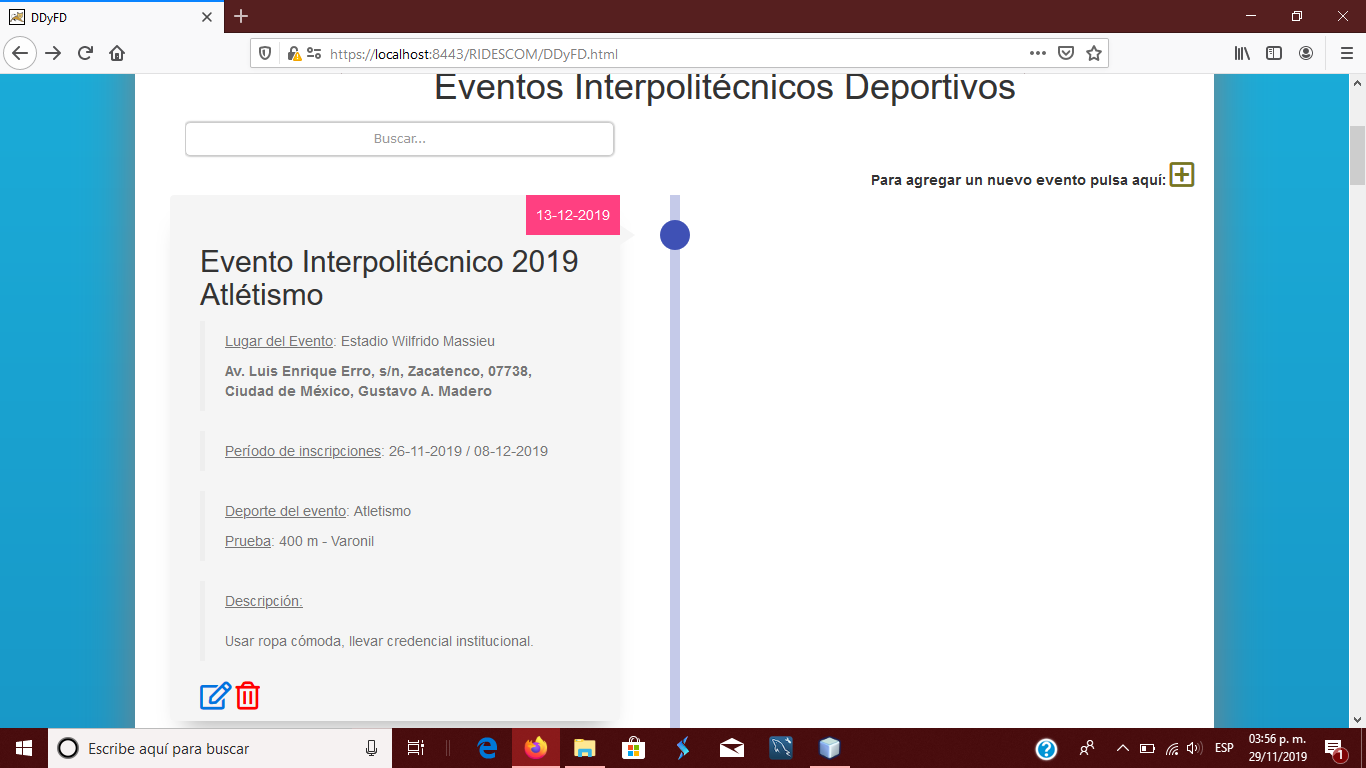 DDyFD
https://localhost:8443/RIDESCOM/DDyFD.html
Eventos Interpolitécnicos Deportivos
Buscar...
Para agregar un nuevo evento pulsa aquí:
13-12-2019
Evento Interpolitécnico 2019
Atlétismo
Lugar del Evento: Estadio Wilfrido Massieu
Av. Luis Enrique Erro, s/n, Zacatenco, 07738,
Ciudad de México, Gustavo A. Madero
Período de inscripciones: 26-11-2019 / 08-12-2019
Deporte del evento: Atletismo
Prueba: 400 m - Varonil
Descripción:
Usar ropa cómoda, llevar credencial institucional.
Escribe aquí para buscar
ESP
03:56 p. m.
29/11/2019
1